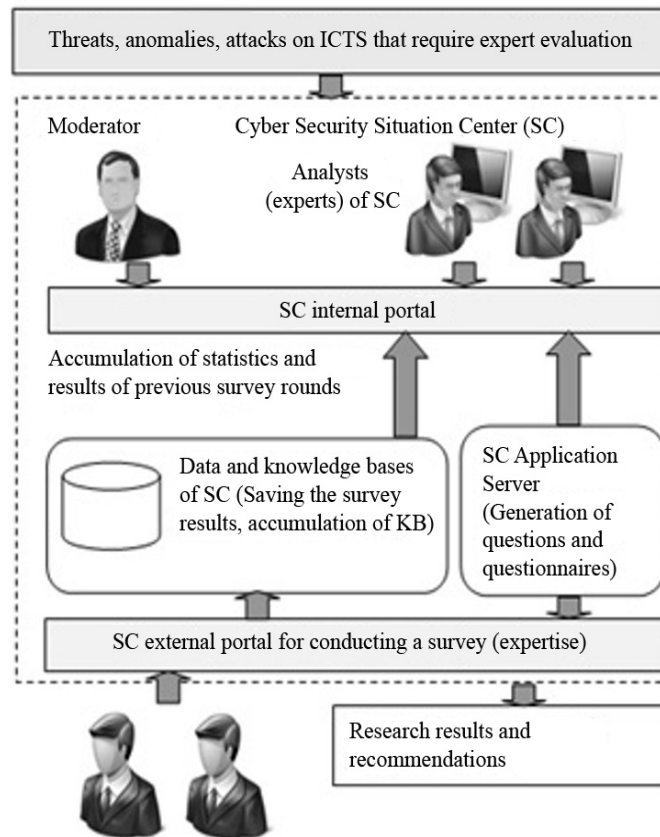 Threats, anomalies, attacks on ICTS that require expert evaluation
Moderator
Cyber Security Situation Center (SC)
Analysts
(experts) of SC
SC internal portal
Accumulation of statistics and
results of previous survey rounds
Data and knowledge bases
of SC (Saving the survey
results, accumulation of KB)
SC Application
Server
(Generation of
questions and
questionnaires)
SC external portal for conducting a survey (expertise)
Research results and
recommendations